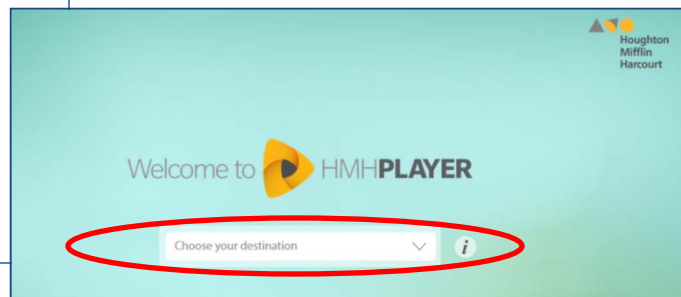 Houghton
Mifflin
Harcourt
Welcome to HMHPLAYER
Choose your destination
i